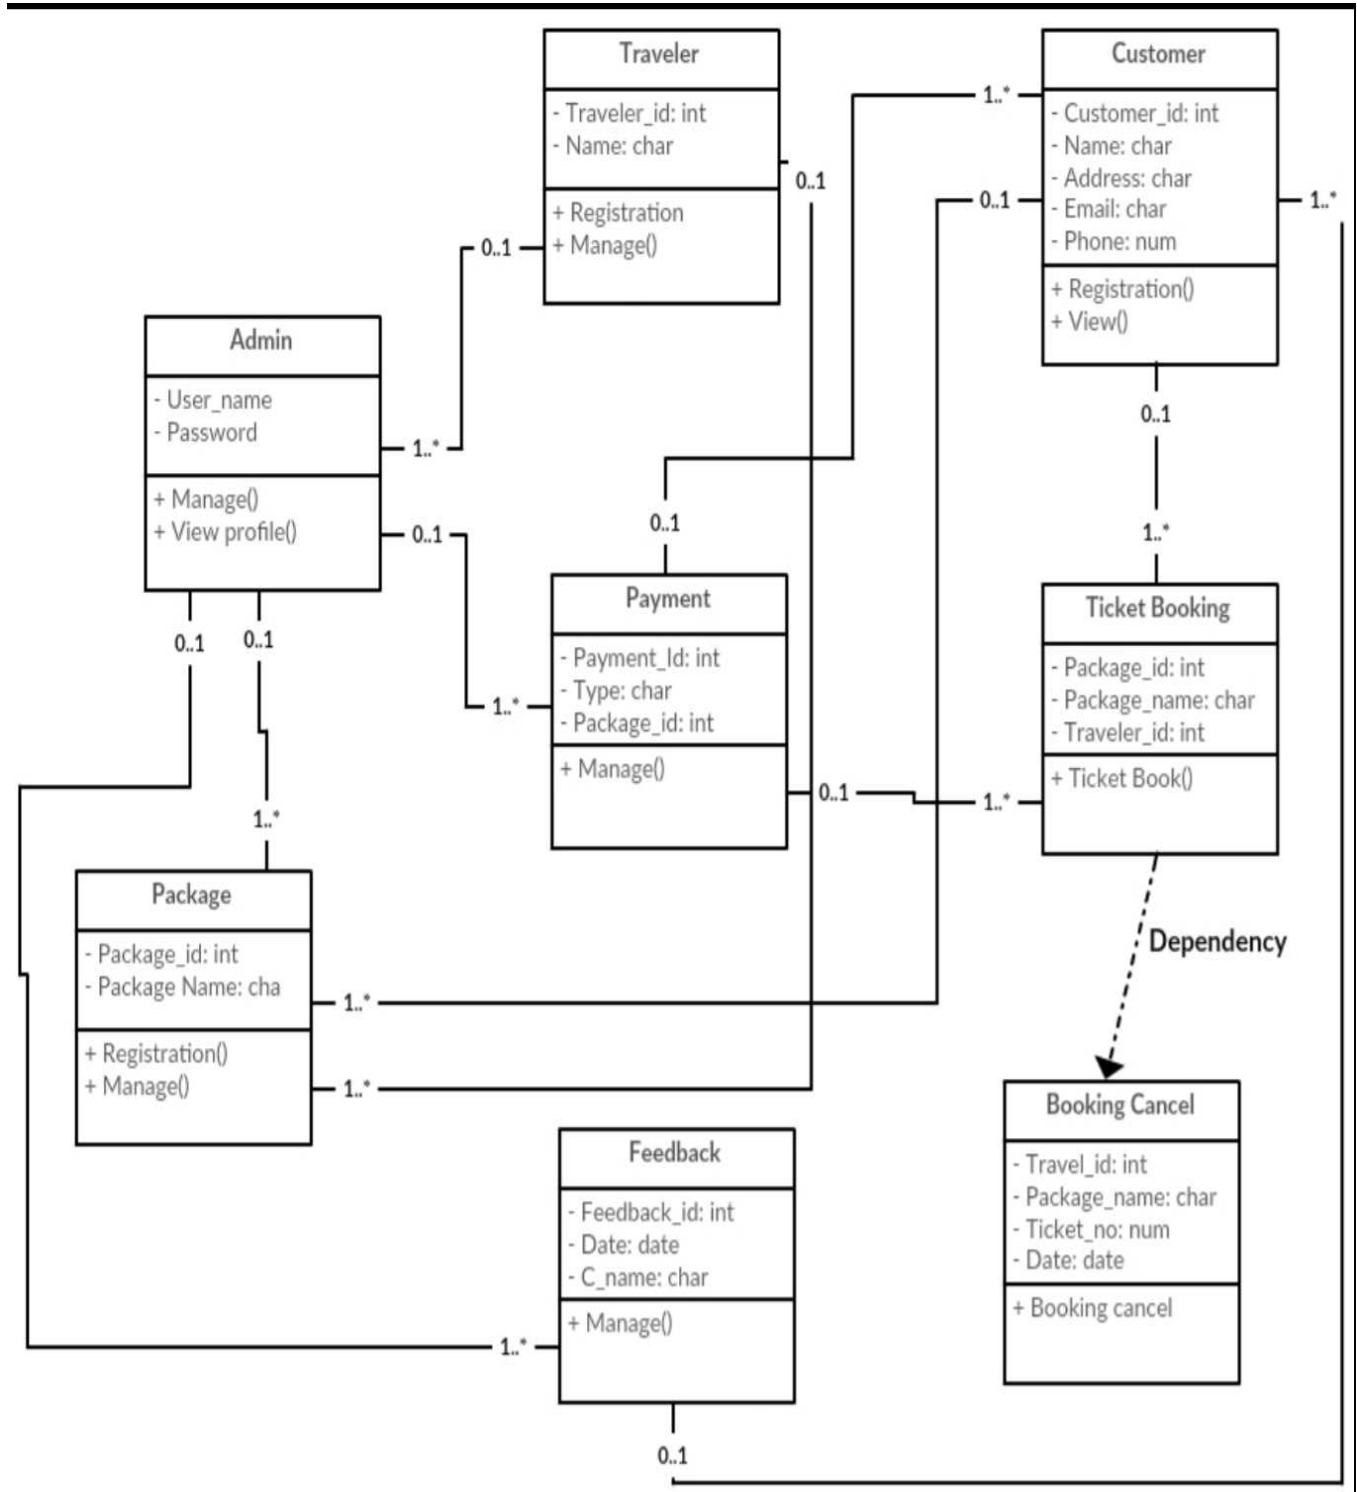 Traveler
- Traveler_id: int
- Name: char
+ Registration
+ Manage()
0..1
0..1
Customer
- Customer_id: int
- Name: char
- Address: char
- Email: char
- Phone: num
+ Registration()
+ View()
1..*
0..1
1..*
0..1
1..*
Admin
- User_name
- Password
+ Manage()
+ View profile()
1..*
0..1
0..1
0..1
0..1
1..*
Payment
- Payment_Id: int
- Type: char
- Package_id: int
+ Manage()
0..1
1..*
Ticket Booking
- Package_id: int
- Package_name: char
- Traveler_id: int
+ Ticket Book()
1..*
Package
- Package_id: int
- Package Name: cha
+ Registration()
+ Manage()
1..*
1..*
Dependency
Booking Cancel
- Travel_id: int
- Package_name: char
- Ticket_no: num
- Date: date
+ Booking cancel
Feedback
- Feedback_id: int
- Date: date
- C_name: char
+ Manage()
1..*
0..1